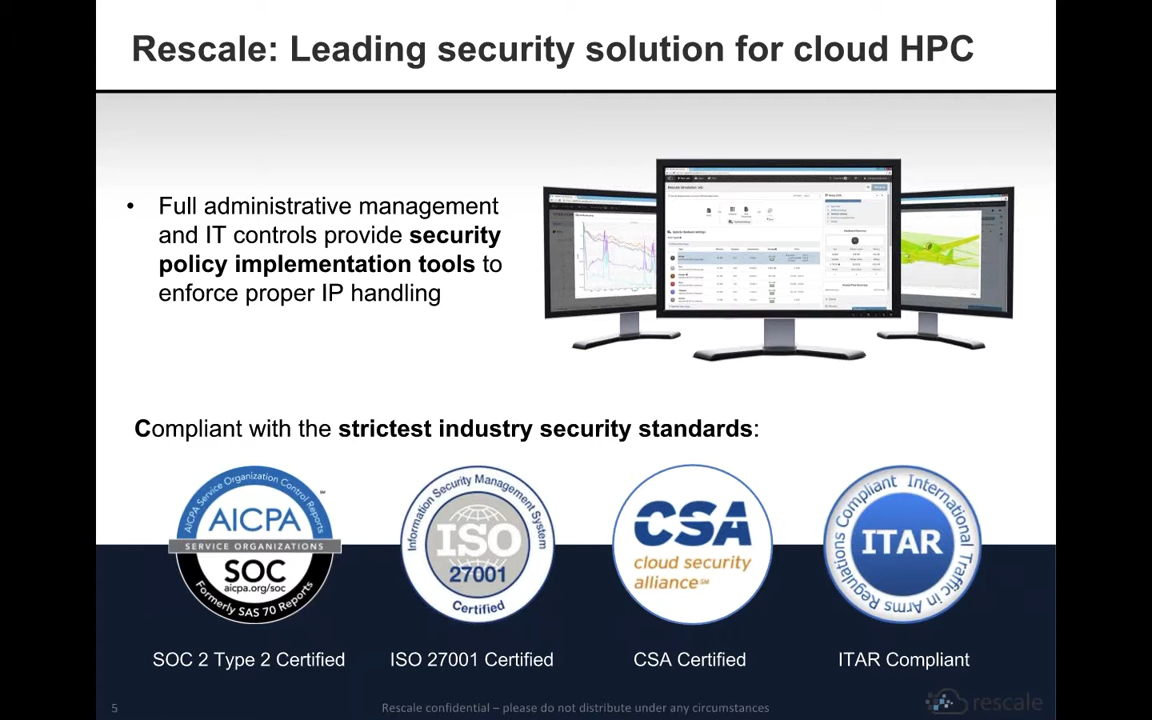 Rescale: Leading security solution for cloud HPC
• Full administrative management
and IT controls provide security
policy implementation tools to
enforce proper IP handling
Compliant with the strictest industry security standards:
AICPA Service Organization Control Reports
AICPA
SERVICE ORGANIZATIONS
SOC
aicpa.org/soc
Formerly SAS 70 Reports
Information Security Management System
ISO
27001
Certified
CSA
cloud security
alliance℠
Compliant International Traffic in Arms Regulations
ITAR
SOC 2 Type 2 Certified
ISO 27001 Certified
CSA Certified
ITAR Compliant
5
Rescale confidential – please do not distribute under any circumstances
rescale